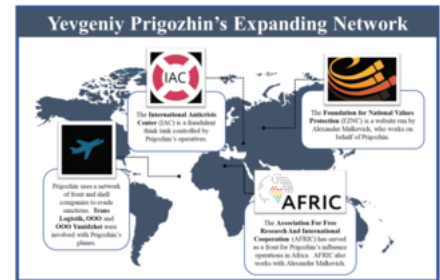 Yevgeniy Prigozhin's Expanding Network
IAC
The International Anticrisis
Center (IAC) is a fraudulent
think tank controlled by
Prigozhin's operatives.
The Foundation for National Values
Protection (FZNC) is a website run by
Alexander Malkevich, who works on
behalf of Prigozhin.
Prigozhin uses a network
of front and shell
companies to evade
sanctions. Trans
Logistik, OOO and
OOO Yunidzhet were
involved with Prigozhin's
planes.
AFRIC
The Association For Free
Research And International
Cooperation (AFRIC) has served
as a front for Prigozhin's influence
operations in Africa. AFRIC also
works with Alexander Malkevich.